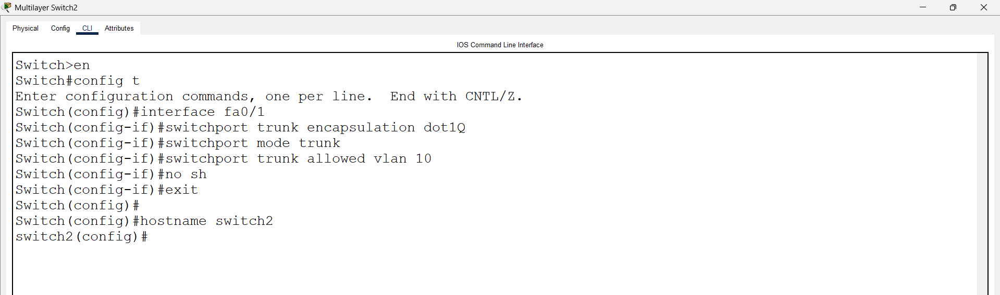 Multilayer Switch2
Physical Config CLI Attributes
IOS Command Line Interface
Switch>en
Switch#config t
Enter configuration commands, one per line.  End with CNTL/Z.
Switch(config)#interface fa0/1
Switch(config-if)#switchport trunk encapsulation dot1Q
Switch(config-if)#switchport mode trunk
Switch(config-if)#switchport trunk allowed vlan 10
Switch(config-if)#no sh
Switch(config-if)#exit
Switch(config)#
Switch(config)#hostname switch2
switch2(config)#